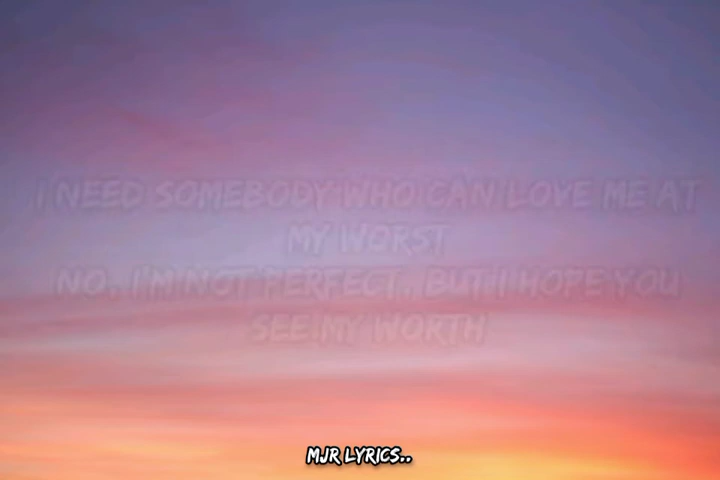 I NEED SOMEBODY WHO CAN LOVE ME AT
MY WORST
NO, I'M NOT PERFECT, BUT I HOPE YOU
SEE MY WORTH
MJR LYRICS..